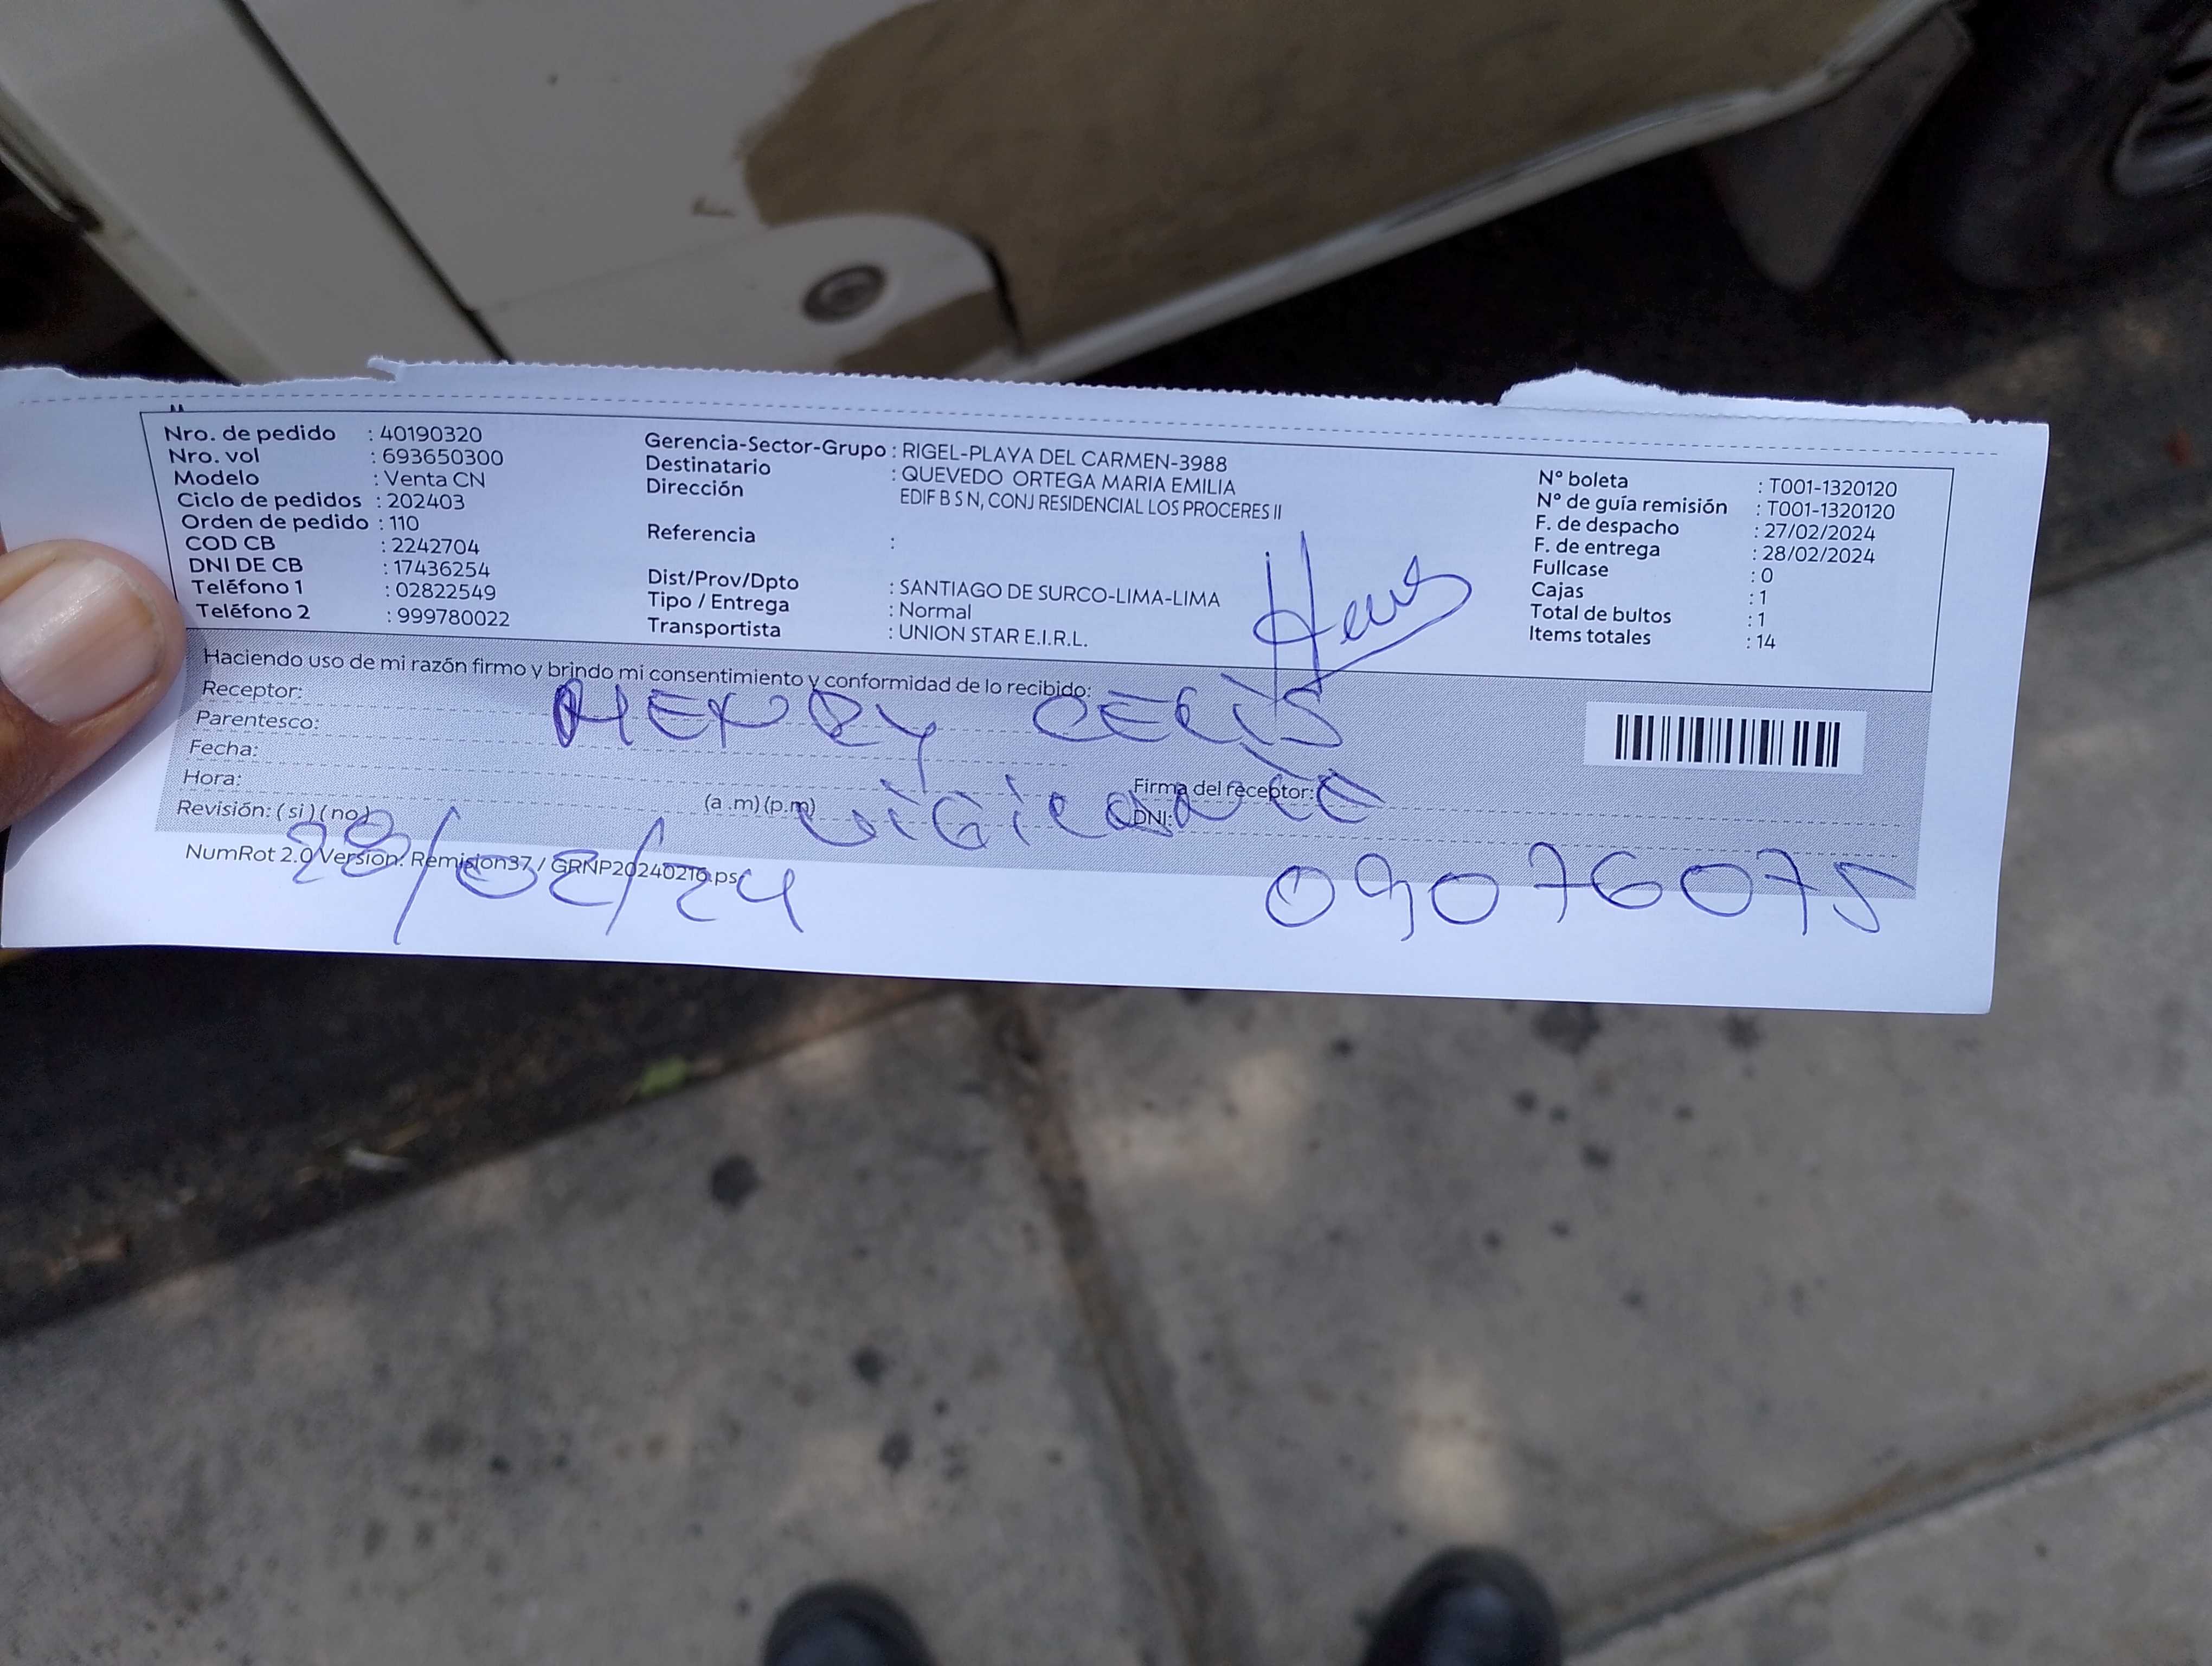 Nro. de pedido : 40190320
Nro. vol : 693650300
Modelo : Venta CN
Ciclo de pedidos : 202403
Orden de pedido : 110
COD CB : 2242704
DNI DE CB : 17436254
Teléfono 1 : 02822549
Teléfono 2 : 999780022
Gerencia-Sector-Grupo : RIGEL-PLAYA DEL CARMEN-3988
Destinatario : QUEVEDO ORTEGA MARIA EMILIA
Dirección EDIF B S N, CONJ RESIDENCIAL LOS PROCERES II
Referencia :
Dist/Prov/Dpto : SANTIAGO DE SURCO-LIMA-LIMA
Tipo / Entrega : Normal
Transportista : UNION STAR E.I.R.L.
N° boleta : T001-1320120
N° de guía remisión : T001-1320120
F. de despacho : 27/02/2024
F. de entrega : 28/02/2024
Fullcase : 0
Cajas : 1
Total de bultos : 1
Items totales : 14
Haciendo uso de mi razón firmo y brindo mi consentimiento y conformidad de lo recibido:
Receptor: HENRY CELIS
Parentesco:
Fecha:
Hora: (a .m) (p.m) VIGILANTE
Firma del receptor:
DNI:
Revisión: ( si ) ( no )
NumRot 2.0 Version: Remision37 / GRNP20240210.ps
28/02/24
09076075